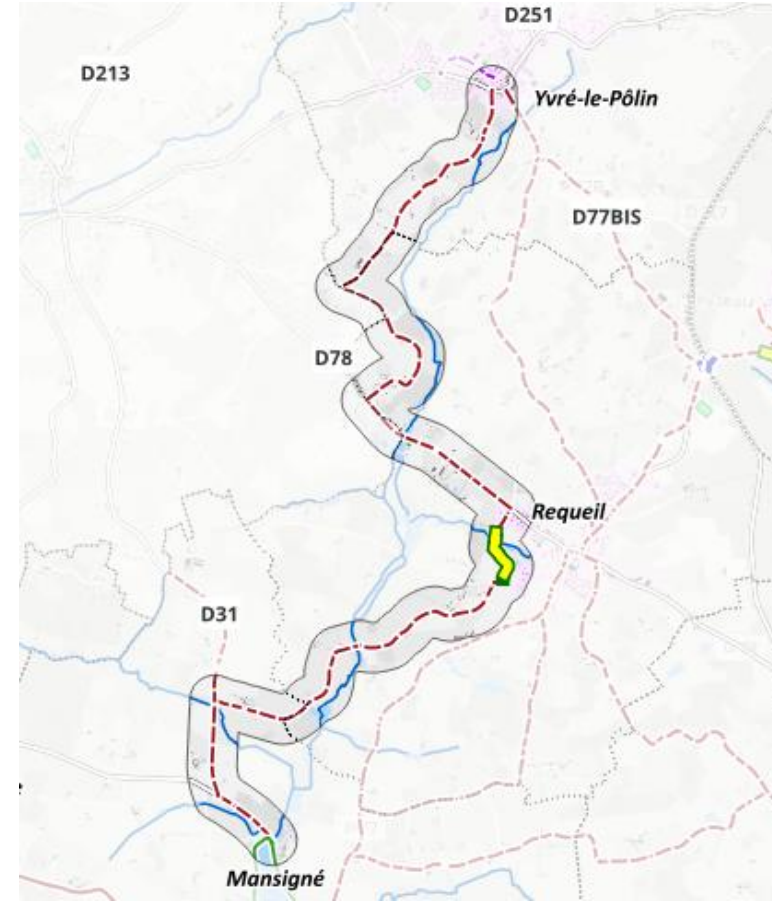 D251
D213
Yvré-le-Pôlin
D77BIS
D78
Requeil
D31
Mansigné